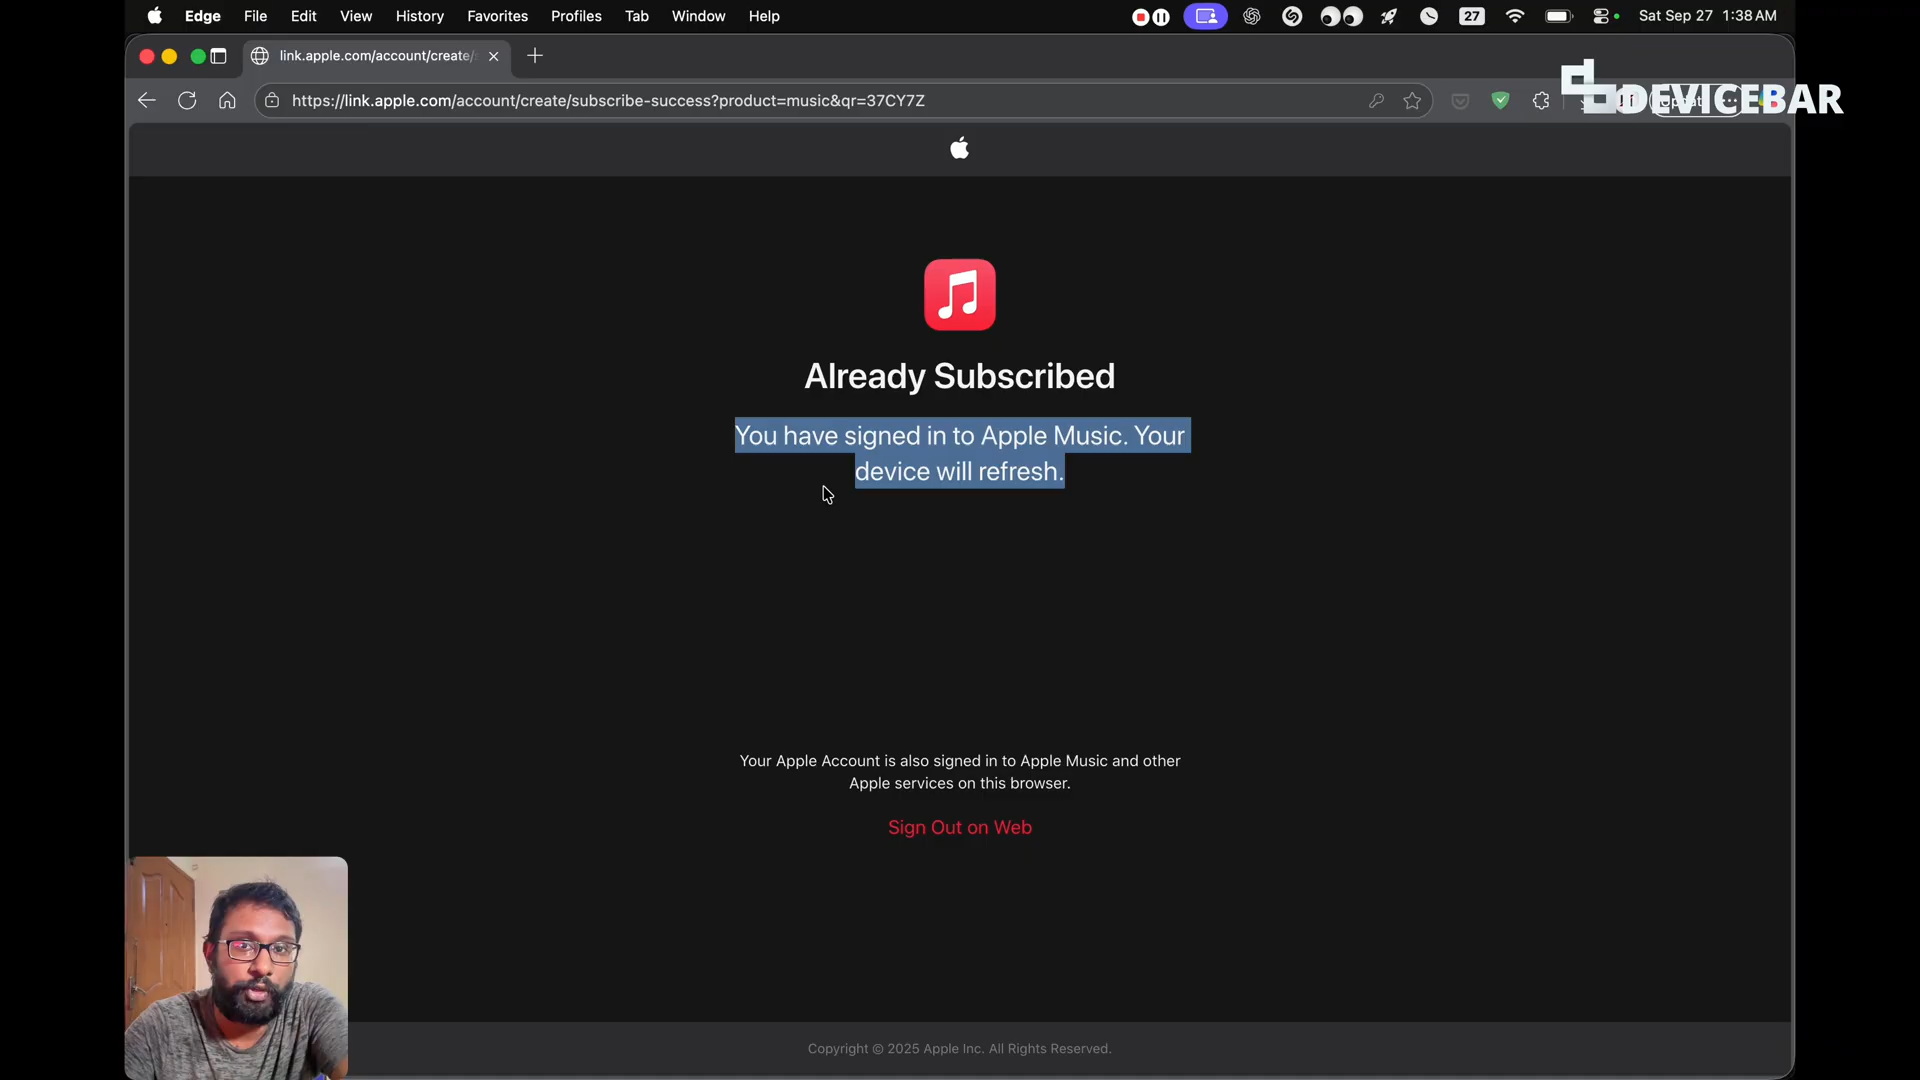 Edge File Edit View History Favorites Profiles Tab Window Help 27 Sat Sep 27 1:38 AM
link.apple.com/account/create/
https://link.apple.com/account/create/subscribe-success?product=music&qr=37CY7Z
DEVICEBAR
Already Subscribed
You have signed in to Apple Music. Your
device will refresh.
Your Apple Account is also signed in to Apple Music and other
Apple services on this browser.
Sign Out on Web
Copyright © 2025 Apple Inc. All Rights Reserved.